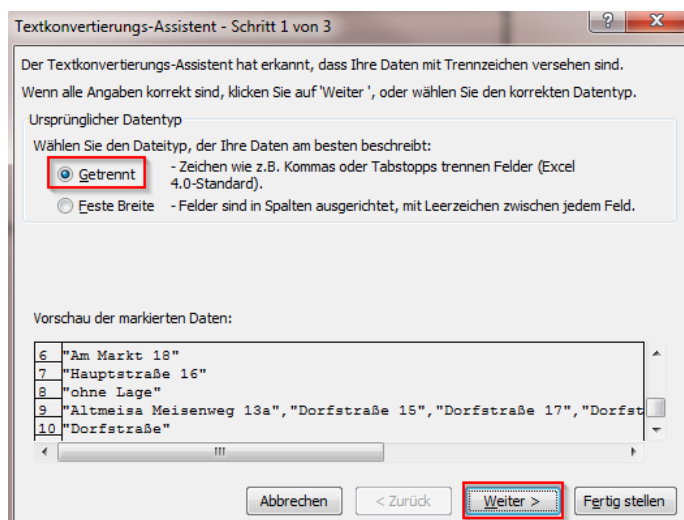 Textkonvertierungs-Assistent - Schritt 1 von 3
Der Textkonvertierungs-Assistent hat erkannt, dass Ihre Daten mit Trennzeichen versehen sind.
Wenn alle Angaben korrekt sind, klicken Sie auf 'Weiter ', oder wählen Sie den korrekten Datentyp.
Ursprünglicher Datentyp
Wählen Sie den Dateityp, der Ihre Daten am besten beschreibt:
Getrennt - Zeichen wie z.B. Kommas oder Tabstopps trennen Felder (Excel
4.0-Standard).
Feste Breite - Felder sind in Spalten ausgerichtet, mit Leerzeichen zwischen jedem Feld.
Vorschau der markierten Daten:
6 "Am Markt 18"
7 "Hauptstraße 16"
8 "ohne Lage"
9 "Altmeisa Meisenweg 13a","Dorfstraße 15","Dorfstraße 17","Dorfst
10 "Dorfstraße"
Abbrechen < Zurück Weiter > Fertig stellen